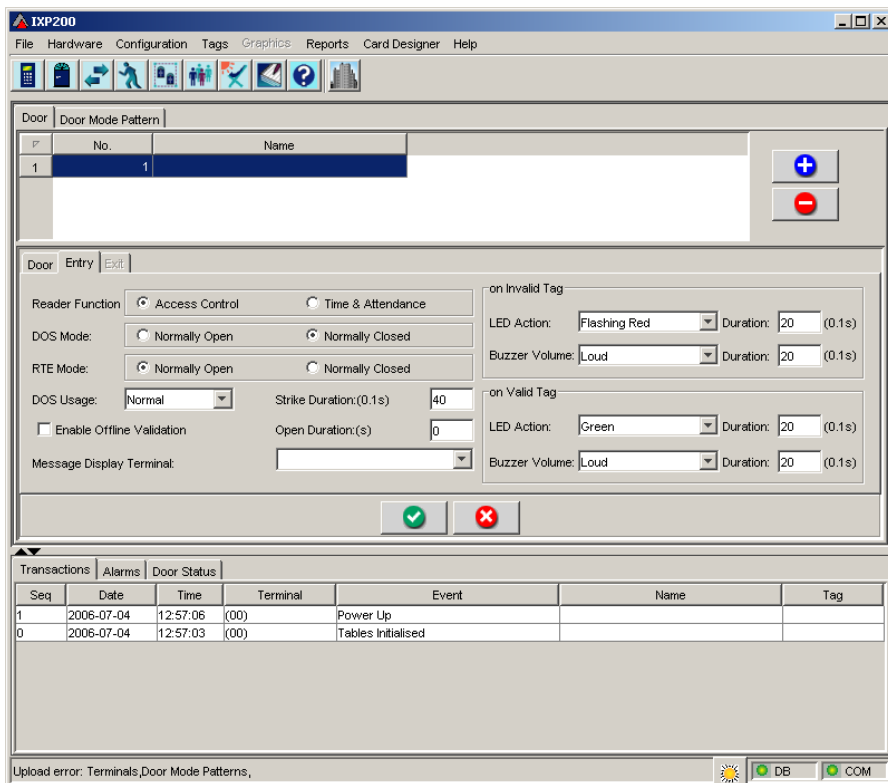 IXP200
File Hardware Configuration Tags Graphics Reports Card Designer Help
Door Door Mode Pattern
No. Name
1 1
Door Entry Exit
Reader Function Access Control Time & Attendance
DOS Mode: Normally Open Normally Closed
RTE Mode: Normally Open Normally Closed
DOS Usage: Normal Strike Duration:(0.1s) 40
Enable Offline Validation Open Duration:(s) 0
Message Display Terminal:
on Invalid Tag
LED Action: Flashing Red Duration: 20 (0.1s)
Buzzer Volume: Loud Duration: 20 (0.1s)
on Valid Tag
LED Action: Green Duration: 20 (0.1s)
Buzzer Volume: Loud Duration: 20 (0.1s)
Transactions Alarms Door Status
Seq Date Time Terminal Event Name Tag
1 2006-07-04 12:57:06 (00) Power Up
0 2006-07-04 12:57:03 (00) Tables Initialised
Upload error: Terminals,Door Mode Patterns, DB COM